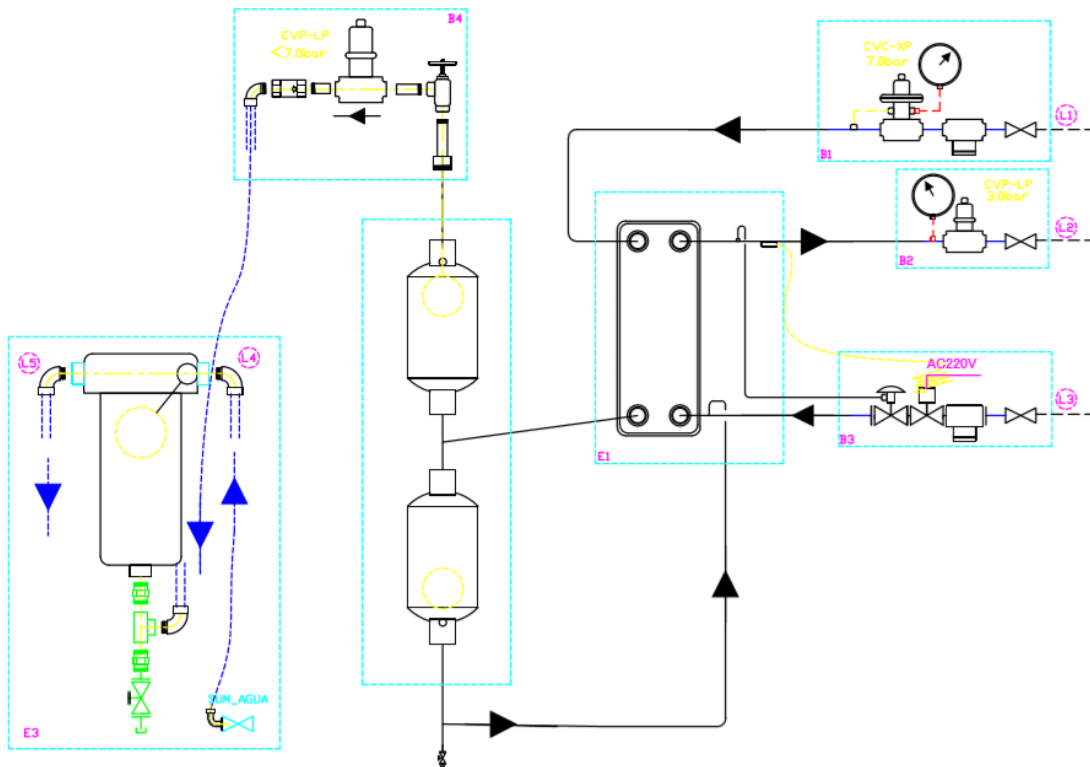 B4
CVP-LP
<7.0bar
CVC-XP
7.0bar
L1
B1
CVP-LP
3.0bar
L2
B2
L5
L4
AC220V
L3
B3
E1
SUM_AGUA
E3